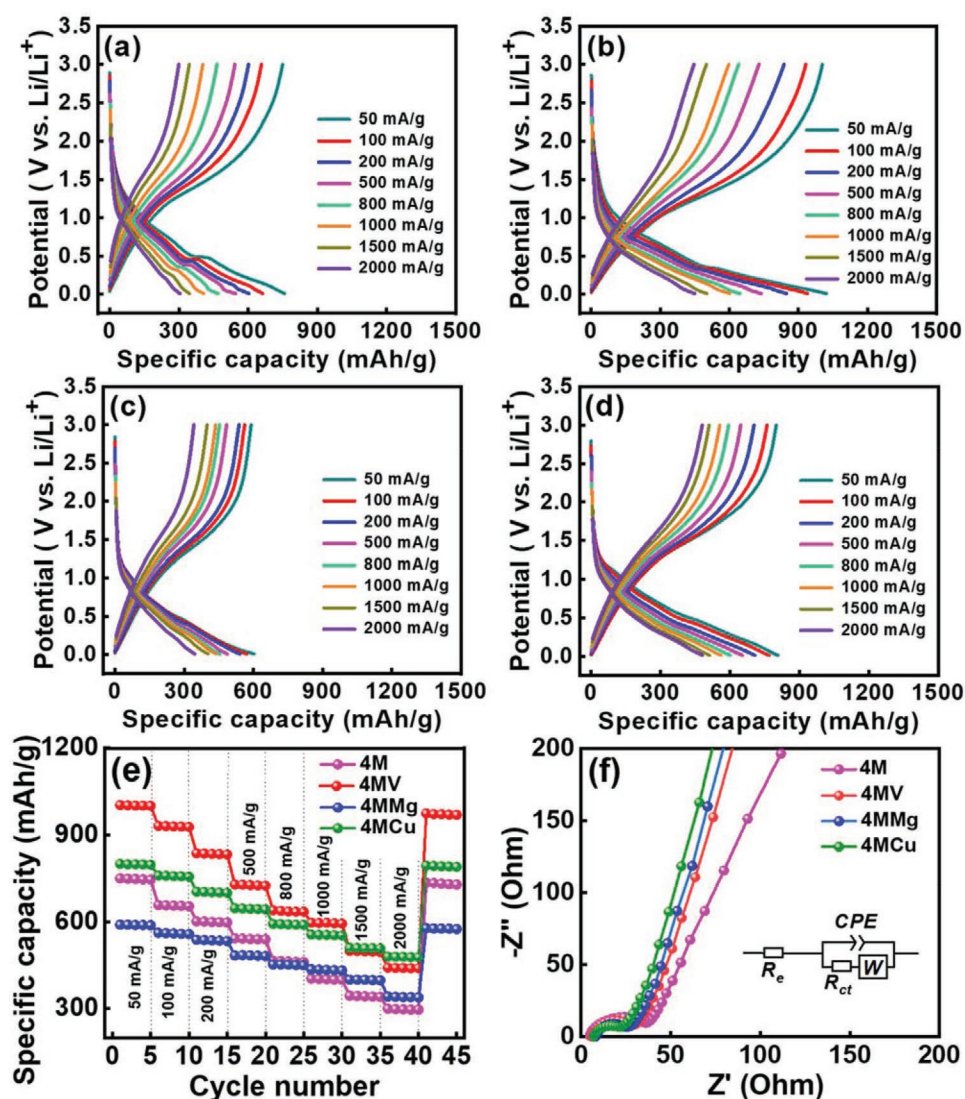 (a)
3.5
3.0
2.5
2.0
1.5
1.0
0.5
0.0
Potential ( V vs. Li/Li+)
50 mA/g
100 mA/g
200 mA/g
500 mA/g
800 mA/g
1000 mA/g
1500 mA/g
2000 mA/g
0 300 600 900 1200 1500
Specific capacity (mAh/g)
(b)
3.5
3.0
2.5
2.0
1.5
1.0
0.5
0.0
Potential ( V vs. Li/Li+)
50 mA/g
100 mA/g
200 mA/g
500 mA/g
800 mA/g
1000 mA/g
1500 mA/g
2000 mA/g
0 300 600 900 1200 1500
Specific capacity (mAh/g)
(c)
3.5
3.0
2.5
2.0
1.5
1.0
0.5
0.0
Potential ( V vs. Li/Li+)
50 mA/g
100 mA/g
200 mA/g
500 mA/g
800 mA/g
1000 mA/g
1500 mA/g
2000 mA/g
0 300 600 900 1200 1500
Specific capacity (mAh/g)
(d)
3.5
3.0
2.5
2.0
1.5
1.0
0.5
0.0
Potential ( V vs. Li/Li+)
50 mA/g
100 mA/g
200 mA/g
500 mA/g
800 mA/g
1000 mA/g
1500 mA/g
2000 mA/g
0 300 600 900 1200 1500
Specific capacity (mAh/g)
(e)
1200
900
600
300
Specific capacity (mAh/g)
4M
4MV
4MMg
4MCu
50 mA/g
100 mA/g
200 mA/g
500 mA/g
800 mA/g
1000 mA/g
1500 mA/g
2000 mA/g
0 5 10 15 20 25 30 35 40 45
Cycle number
(f)
200
150
100
50
0
-Z'' (Ohm)
4M
4MV
4MMg
4MCu
CPE
Re
Rct
W
0 50 100 150 200
Z' (Ohm)